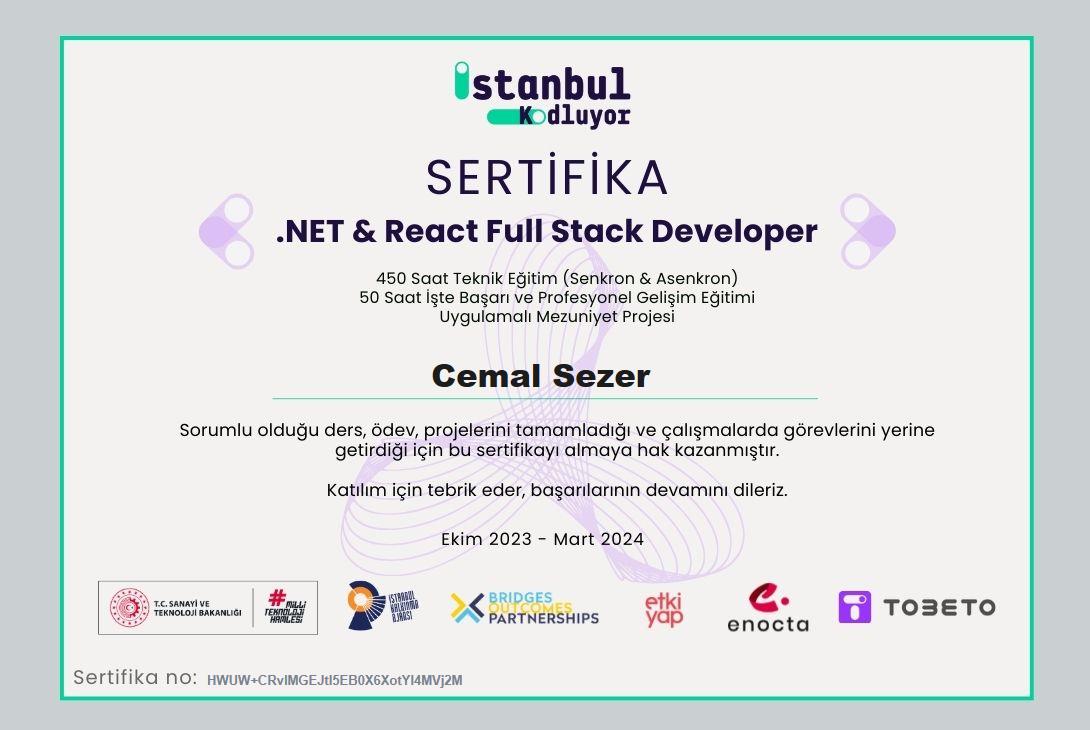 istanbul
Kodluyor
SERTİFİKA
.NET & React Full Stack Developer
450 Saat Teknik Eğitim (Senkron & Asenkron)
50 Saat İşte Başarı ve Profesyonel Gelişim Eğitimi
Uygulamalı Mezuniyet Projesi
Cemal Sezer
Sorumlu olduğu ders, ödev, projelerini tamamladığı ve çalışmalarda görevlerini yerine
getirdiği için bu sertifikayı almaya hak kazanmıştır.
Katılım için tebrik eder, başarılarının devamını dileriz.
Ekim 2023 - Mart 2024
T.C. SANAYİ VE
TEKNOLOJİ BAKANLIĞI
#MİLLİ
TEKNOLOJİ
HAMLESİ
İSTANBUL
KALKINMA
AJANSI
BRIDGES
OUTCOMES
PARTNERSHIPS
etki
yap
enocta
TOBETO
Sertifika no: HWUW+CRvlMGEJtI5EB0X6XotYI4MVj2M